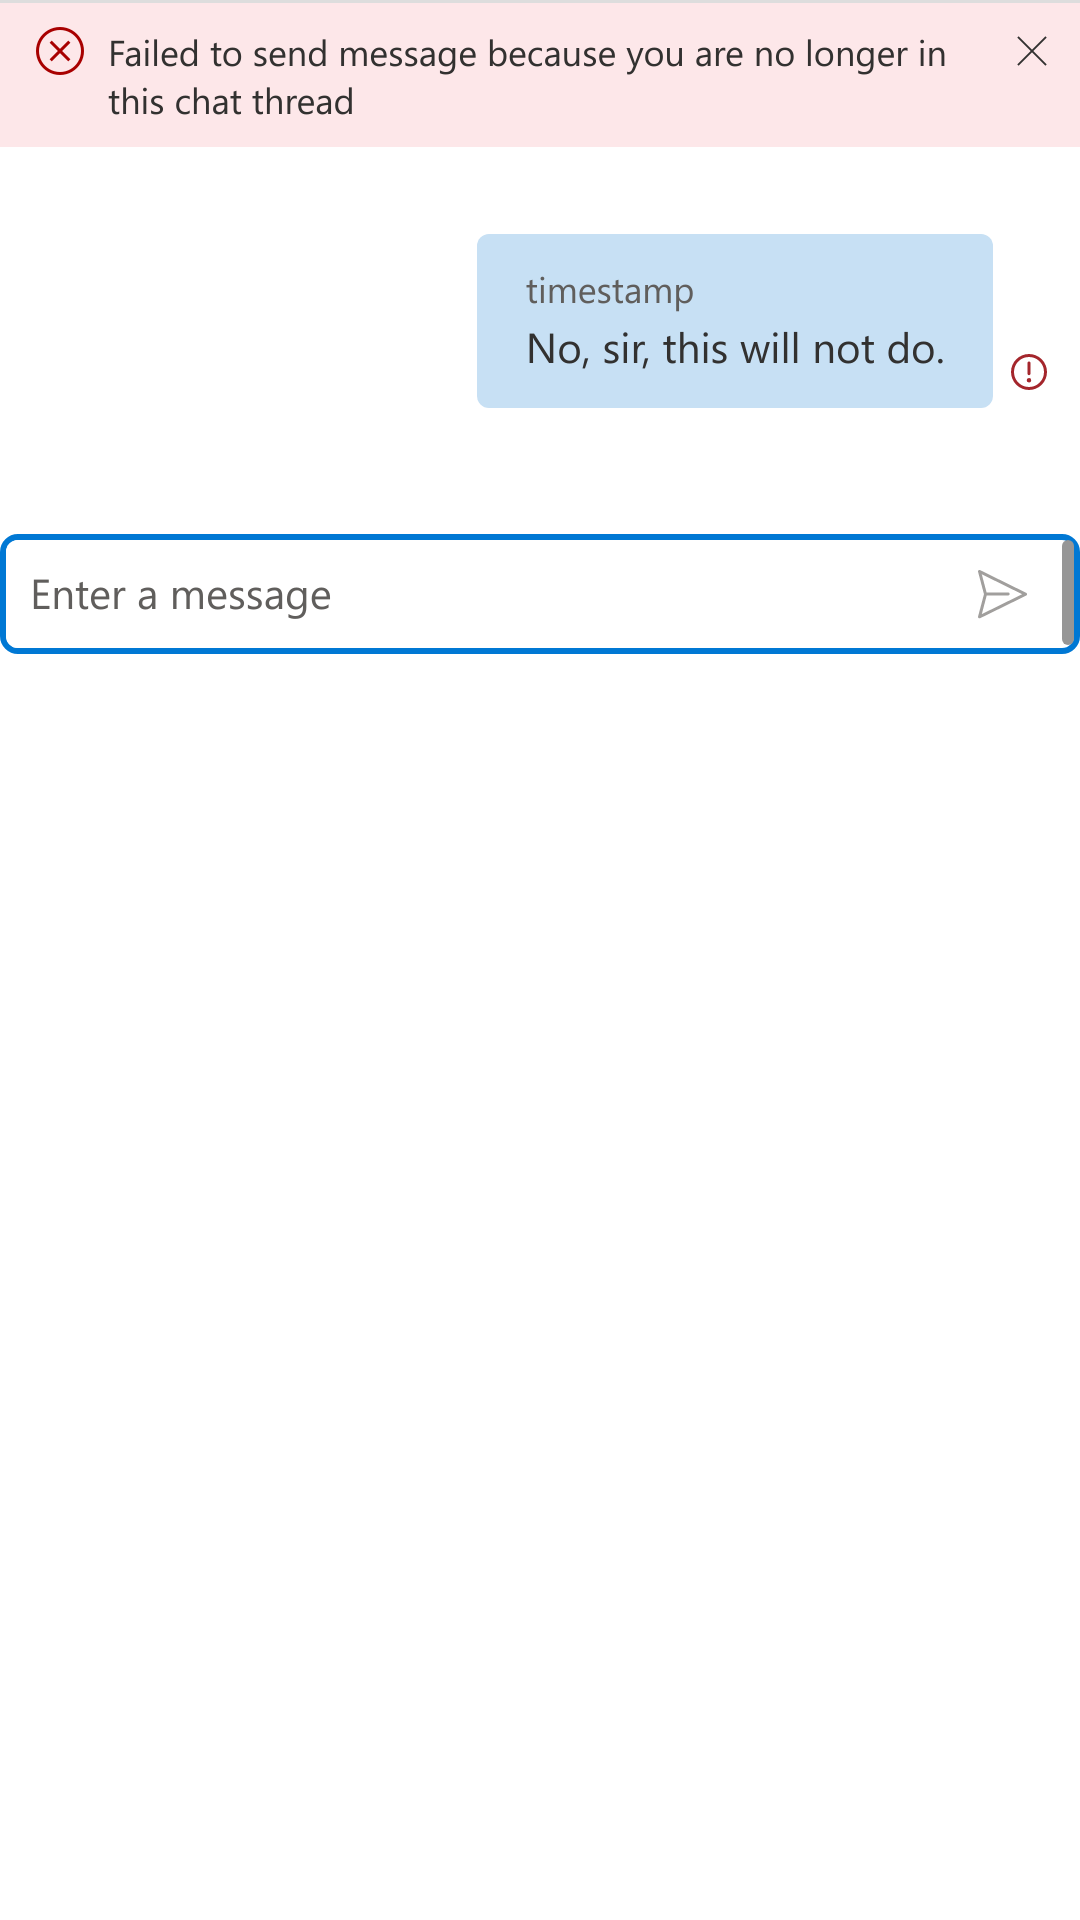 Failed to send message because you are no longer in
this chat thread
timestamp
No, sir, this will not do.
Enter a message